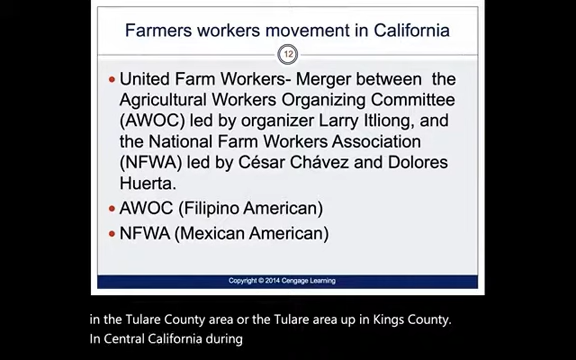 Farmers workers movement in California
12
• United Farm Workers- Merger between the
Agricultural Workers Organizing Committee
(AWOC) led by organizer Larry Itliong, and
the National Farm Workers Association
(NFWA) led by César Chávez and Dolores
Huerta.
• AWOC (Filipino American)
• NFWA (Mexican American)
Copyright © 2014 Cengage Learning
in the Tulare County area or the Tulare area up in Kings County.
In Central California during